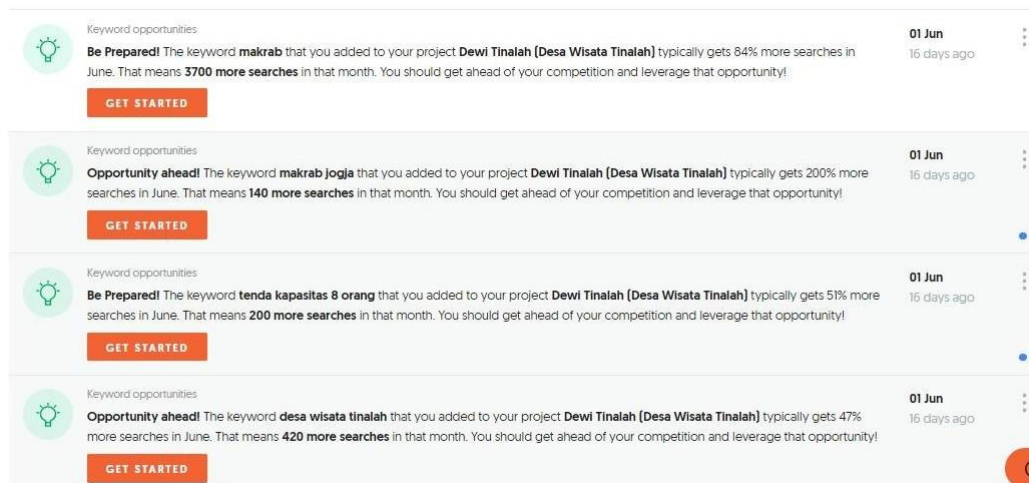 Keyword opportunities
01 Jun
Be Prepared! The keyword makrab that you added to your project Dewi Tinalah (Desa Wisata Tinalah) typically gets 84% more searches in
16 days ago
June. That means 3700 more searches in that month. You should get ahead of your competition and leverage that opportunity!
GET STARTED
Keyword opportunities
01 Jun
Opportunity ahead! The keyword makrab jogja that you added to your project Dewi Tinalah (Desa Wisata Tinalah) typically gets 200% more
16 days ago
searches in June. That means 140 more searches in that month. You should get ahead of your competition and leverage that opportunity!
GET STARTED
Keyword opportunities
01 Jun
Be Prepared! The keyword tenda kapasitas 8 orang that you added to your project Dewi Tinalah (Desa Wisata Tinalah) typically gets 51% more
16 days ago
searches in June. That means 200 more searches in that month. You should get ahead of your competition and leverage that opportunity!
GET STARTED
Keyword opportunities
01 Jun
Opportunity ahead! The keyword desa wisata tinalah that you added to your project Dewi Tinalah (Desa Wisata Tinalah) typically gets 47%
16 days ago
more searches in June. That means 420 more searches in that month. You should get ahead of your competition and leverage that opportunity!
GET STARTED